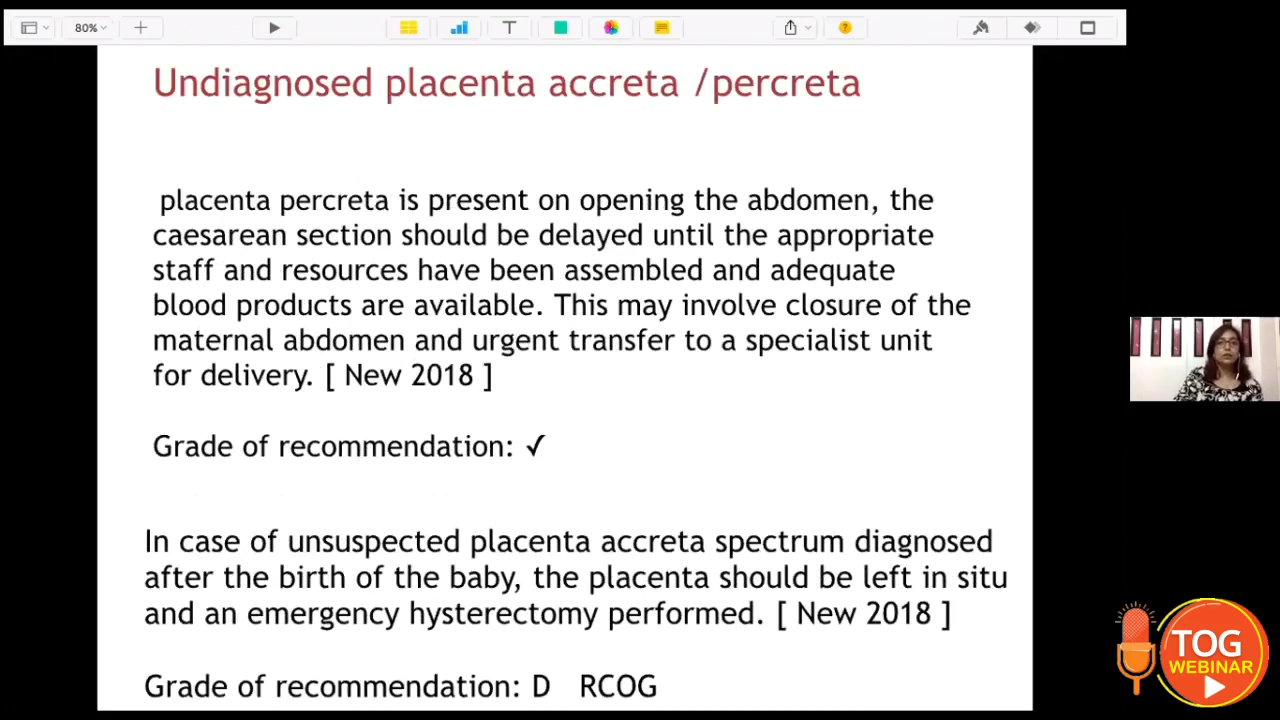 80%
Undiagnosed placenta accreta /percreta
placenta percreta is present on opening the abdomen, the
caesarean section should be delayed until the appropriate
staff and resources have been assembled and adequate
blood products are available. This may involve closure of the
maternal abdomen and urgent transfer to a specialist unit
for delivery. [ New 2018 ]
Grade of recommendation: ✓
In case of unsuspected placenta accreta spectrum diagnosed
after the birth of the baby, the placenta should be left in situ
and an emergency hysterectomy performed. [ New 2018 ]
Grade of recommendation: D RCOG
TOG
WEBINAR